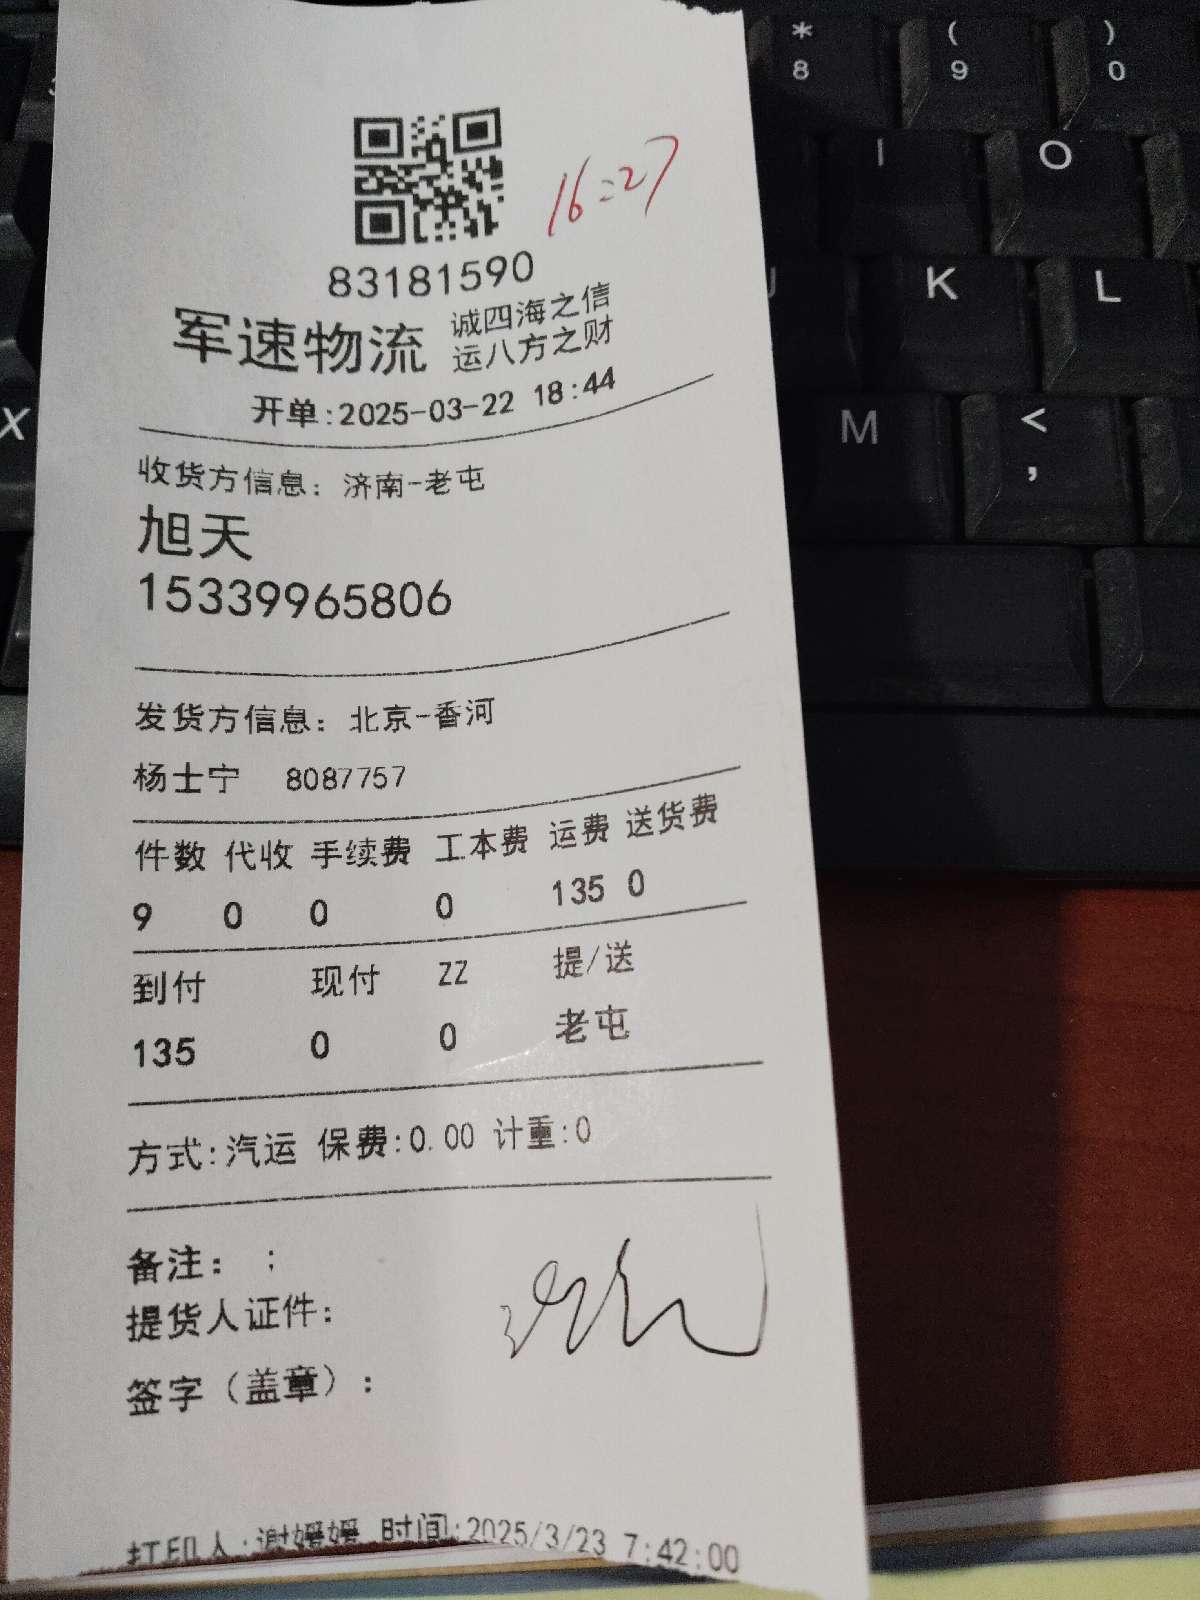 16:27
83181590
军速物流 诚四海之信
运八方之财
开单:2025-03-22 18:44
收货方信息: 济南-老屯
旭天
15339965806
发货方信息: 北京-香河
杨士宁 8087757
件数 代收 手续费 工本费 运费 送货费
9 0 0 0 135 0
到付 现付 ZZ 提/送
135 0 0 老屯
方式:汽运 保费:0.00 计重:0
备注: ;
提货人证件:
签字(盖章):
打印人:谢媛媛 时间:2025/3/23 7:42:00
* 8 ( 9 ) 0
I O
J K L
X M < ,